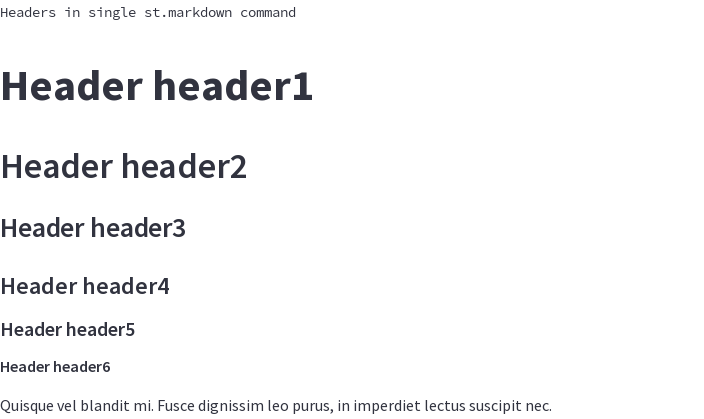 Headers in single st.markdown command
Header header1
Header header2
Header header3
Header header4
Header header5
Header header6
Quisque vel blandit mi. Fusce dignissim leo purus, in imperdiet lectus suscipit nec.